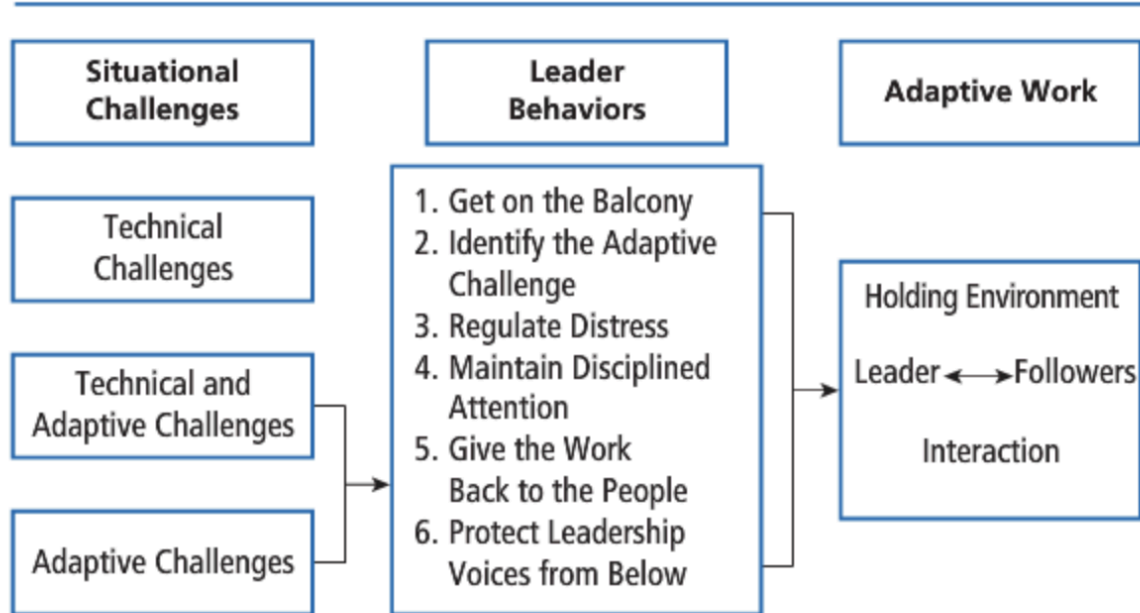 Situational
Challenges
Leader
Behaviors
Adaptive Work
Technical
Challenges
Technical and
Adaptive Challenges
Adaptive Challenges
1. Get on the Balcony
2. Identify the Adaptive
Challenge
3. Regulate Distress
4. Maintain Disciplined
Attention
5. Give the Work
Back to the People
6. Protect Leadership
Voices from Below
Holding Environment
Leader Followers
Interaction